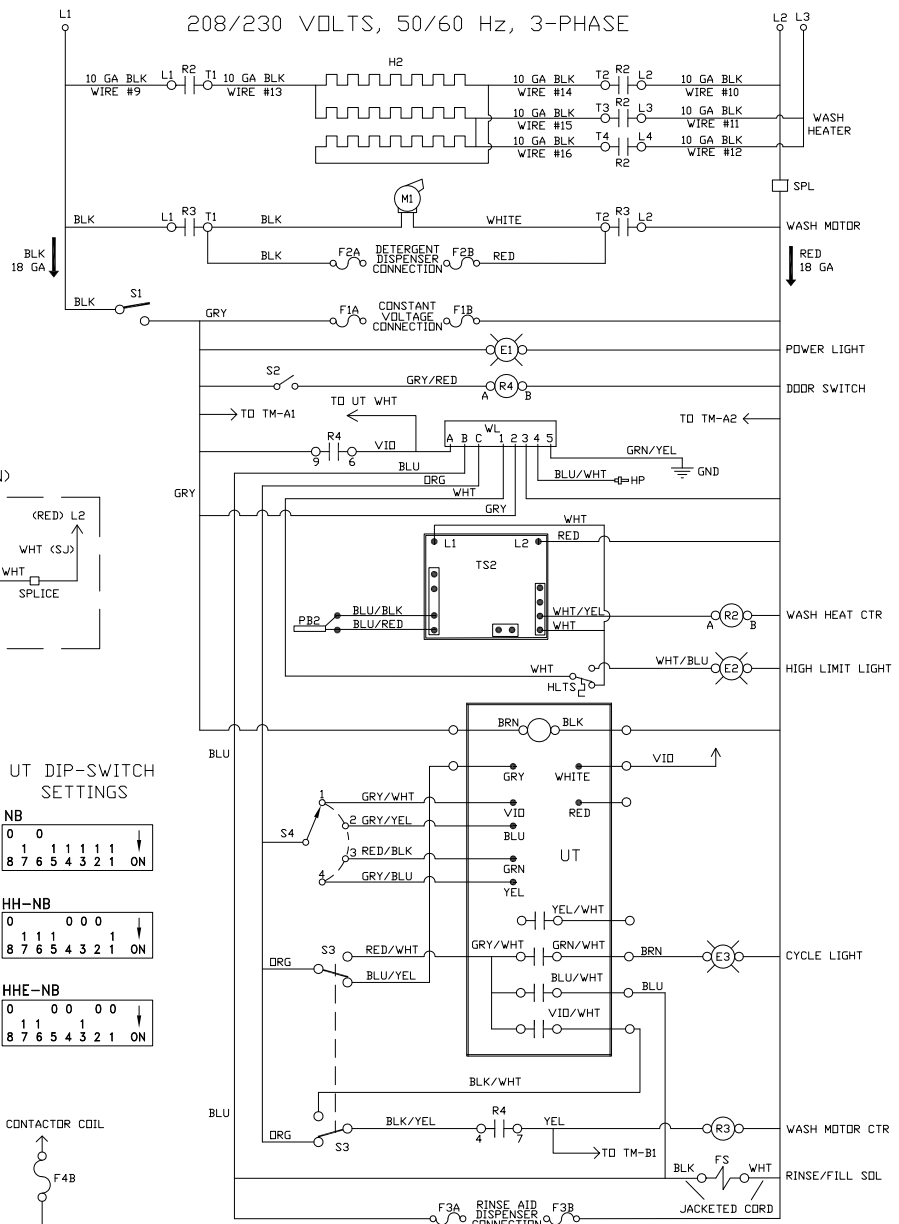 L1
208/230 VOLTS, 50/60 Hz, 3-PHASE
L2 L3
H2
10 GA BLK L1 R2 T1 10 GA BLK 10 GA BLK T2 R2 L2 10 GA BLK
WIRE #9 WIRE #13 WIRE #14 WIRE #10
10 GA BLK T3 R2 L3 10 GA BLK
WIRE #15 WIRE #11
WASH
HEATER
10 GA BLK T4 L4 10 GA BLK
WIRE #16 R2 WIRE #12
SPL
M1
BLK L1 R3 T1 BLK WHITE T2 R3 L2 WASH MOTOR
BLK
18 GA
BLK F2A DETERGENT
DISPENSER
CONNECTION F2B RED
RED
18 GA
BLK S1
GRY F1A CONSTANT
VOLTAGE
CONNECTION F1B
E1 POWER LIGHT
S2 GRY/RED A R4 B DOOR SWITCH
TO TM-A1 TO UT WHT TO TM-A2
WL
A B C 1 2 3 4 5
R4 VIO
9 6
GRN/YEL
GND
BLU
ORG
BLU/WHT HP
WHT
GRY
GRY
N)
(RED) L2
WHT (SJ)
WHT
SPLICE
WHT
RED
L1 L2
TS2
PB2 BLU/BLK
BLU/RED
WHT/YEL
WHT
A R2 B WASH HEAT CTR
WHT HLTS WHT/BLU E2 HIGH LIMIT LIGHT
BRN BLK
BLU
GRY WHITE VIO
UT DIP-SWITCH
SETTINGS
1 GRY/WHT VIO RED
S4 2 GRY/YEL BLU
3 RED/BLK GRN
4 GRY/BLU YEL
UT
NB
0 0
1 1 1 1 1 1
8 7 6 5 4 3 2 1 ON
HH-NB
0 0 0 0
1 1 1 1
8 7 6 5 4 3 2 1 ON
HHE-NB
0 0 0 0 0
1 1 1
8 7 6 5 4 3 2 1 ON
YEL/WHT
ORG S3 RED/WHT GRY/WHT GRN/WHT BRN E3 CYCLE LIGHT
BLU/YEL BLU/WHT BLU
VIO/WHT
BLK/WHT
CONTACTOR COIL
F4B
BLU
ORG S3 BLK/YEL R4 YEL R3 WASH MOTOR CTR
4 7
TO TM-B1
BLK FS WHT RINSE/FILL SOL
JACKETED CORD
F3A RINSE AID
DISPENSER
CONNECTION F3B